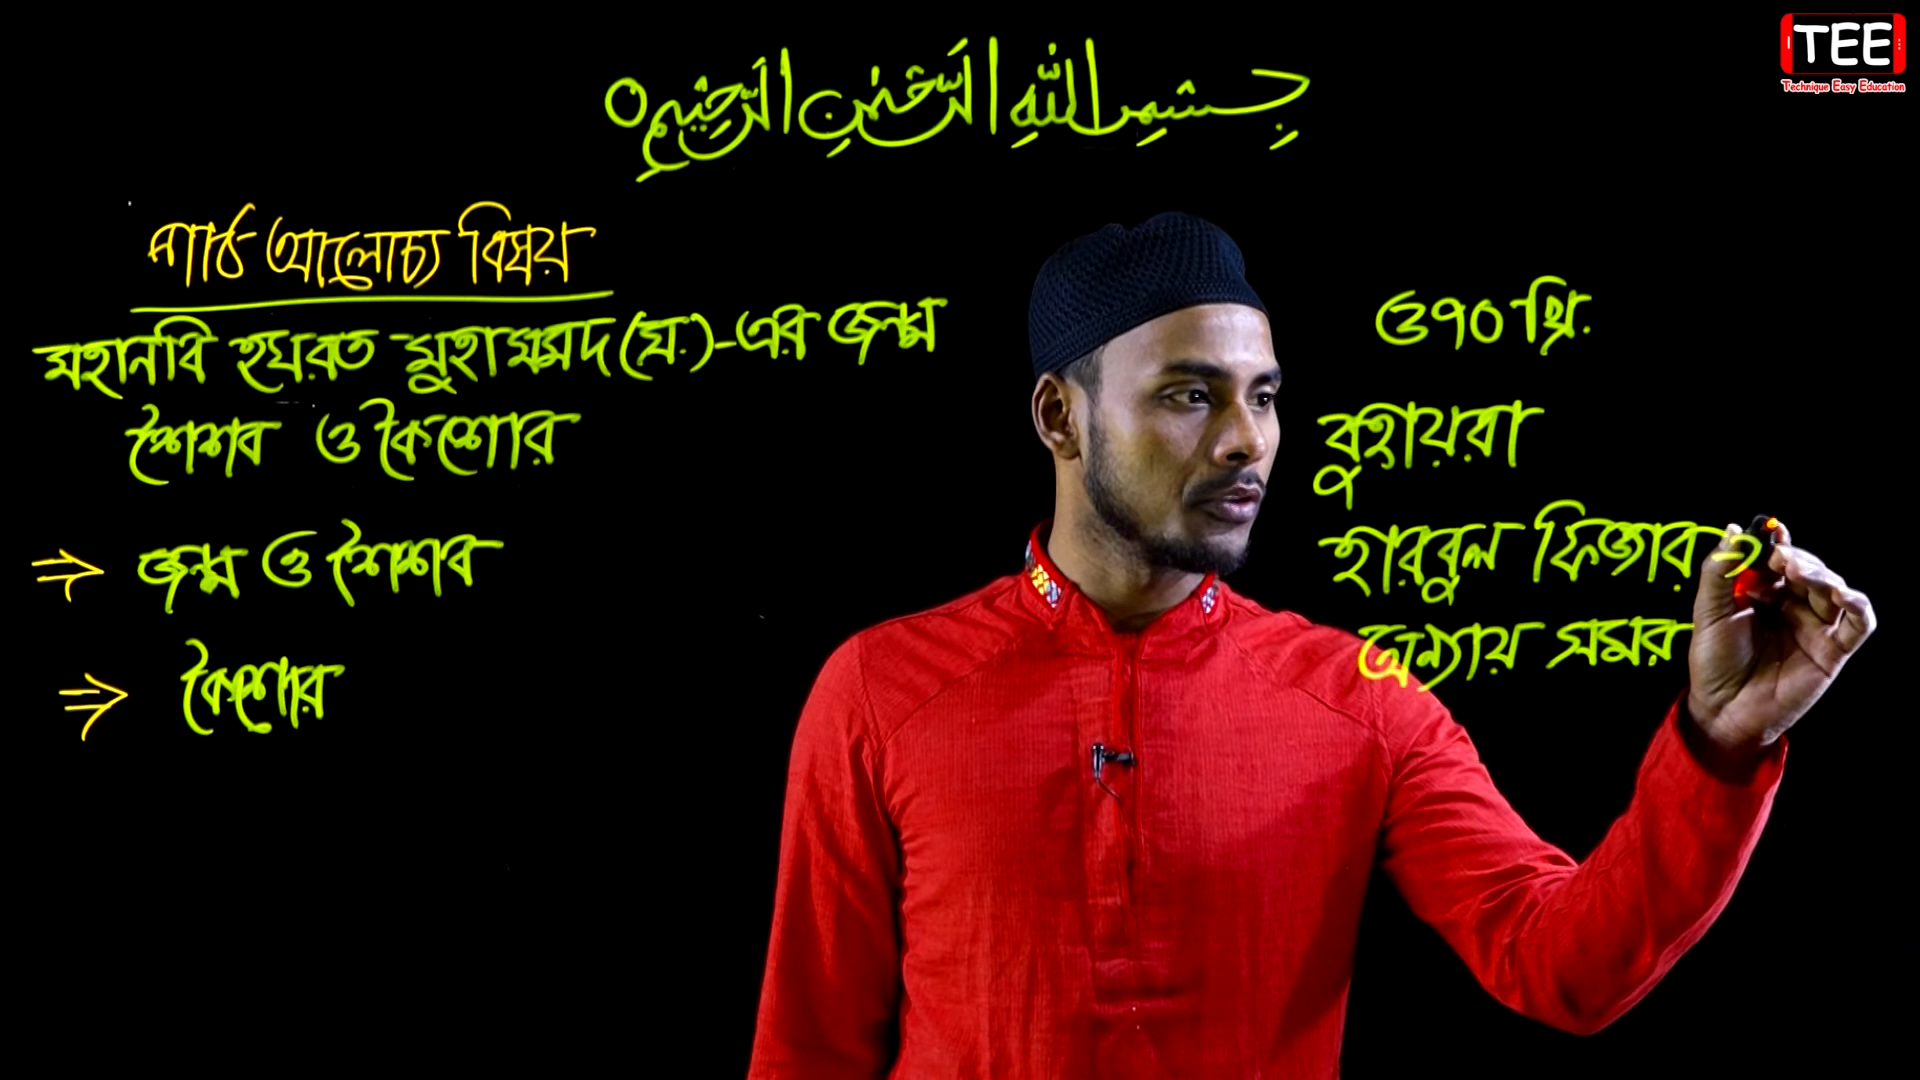 TEE
Technique Easy Education
بِسْمِ اللهِ الرَّحْمٰنِ الرَّحِيْمِ
পাঠ আলোচ্য বিষয়
মহানবি হযরত মুহাম্মদ (স.)-এর জন্ম
শৈশব ও কৈশোর
⇒ জন্ম ও শৈশব
⇒ কৈশোর
৫৭০ খ্রি.
বুহায়রা
হারবুল ফিজার
অন্যায় সমর